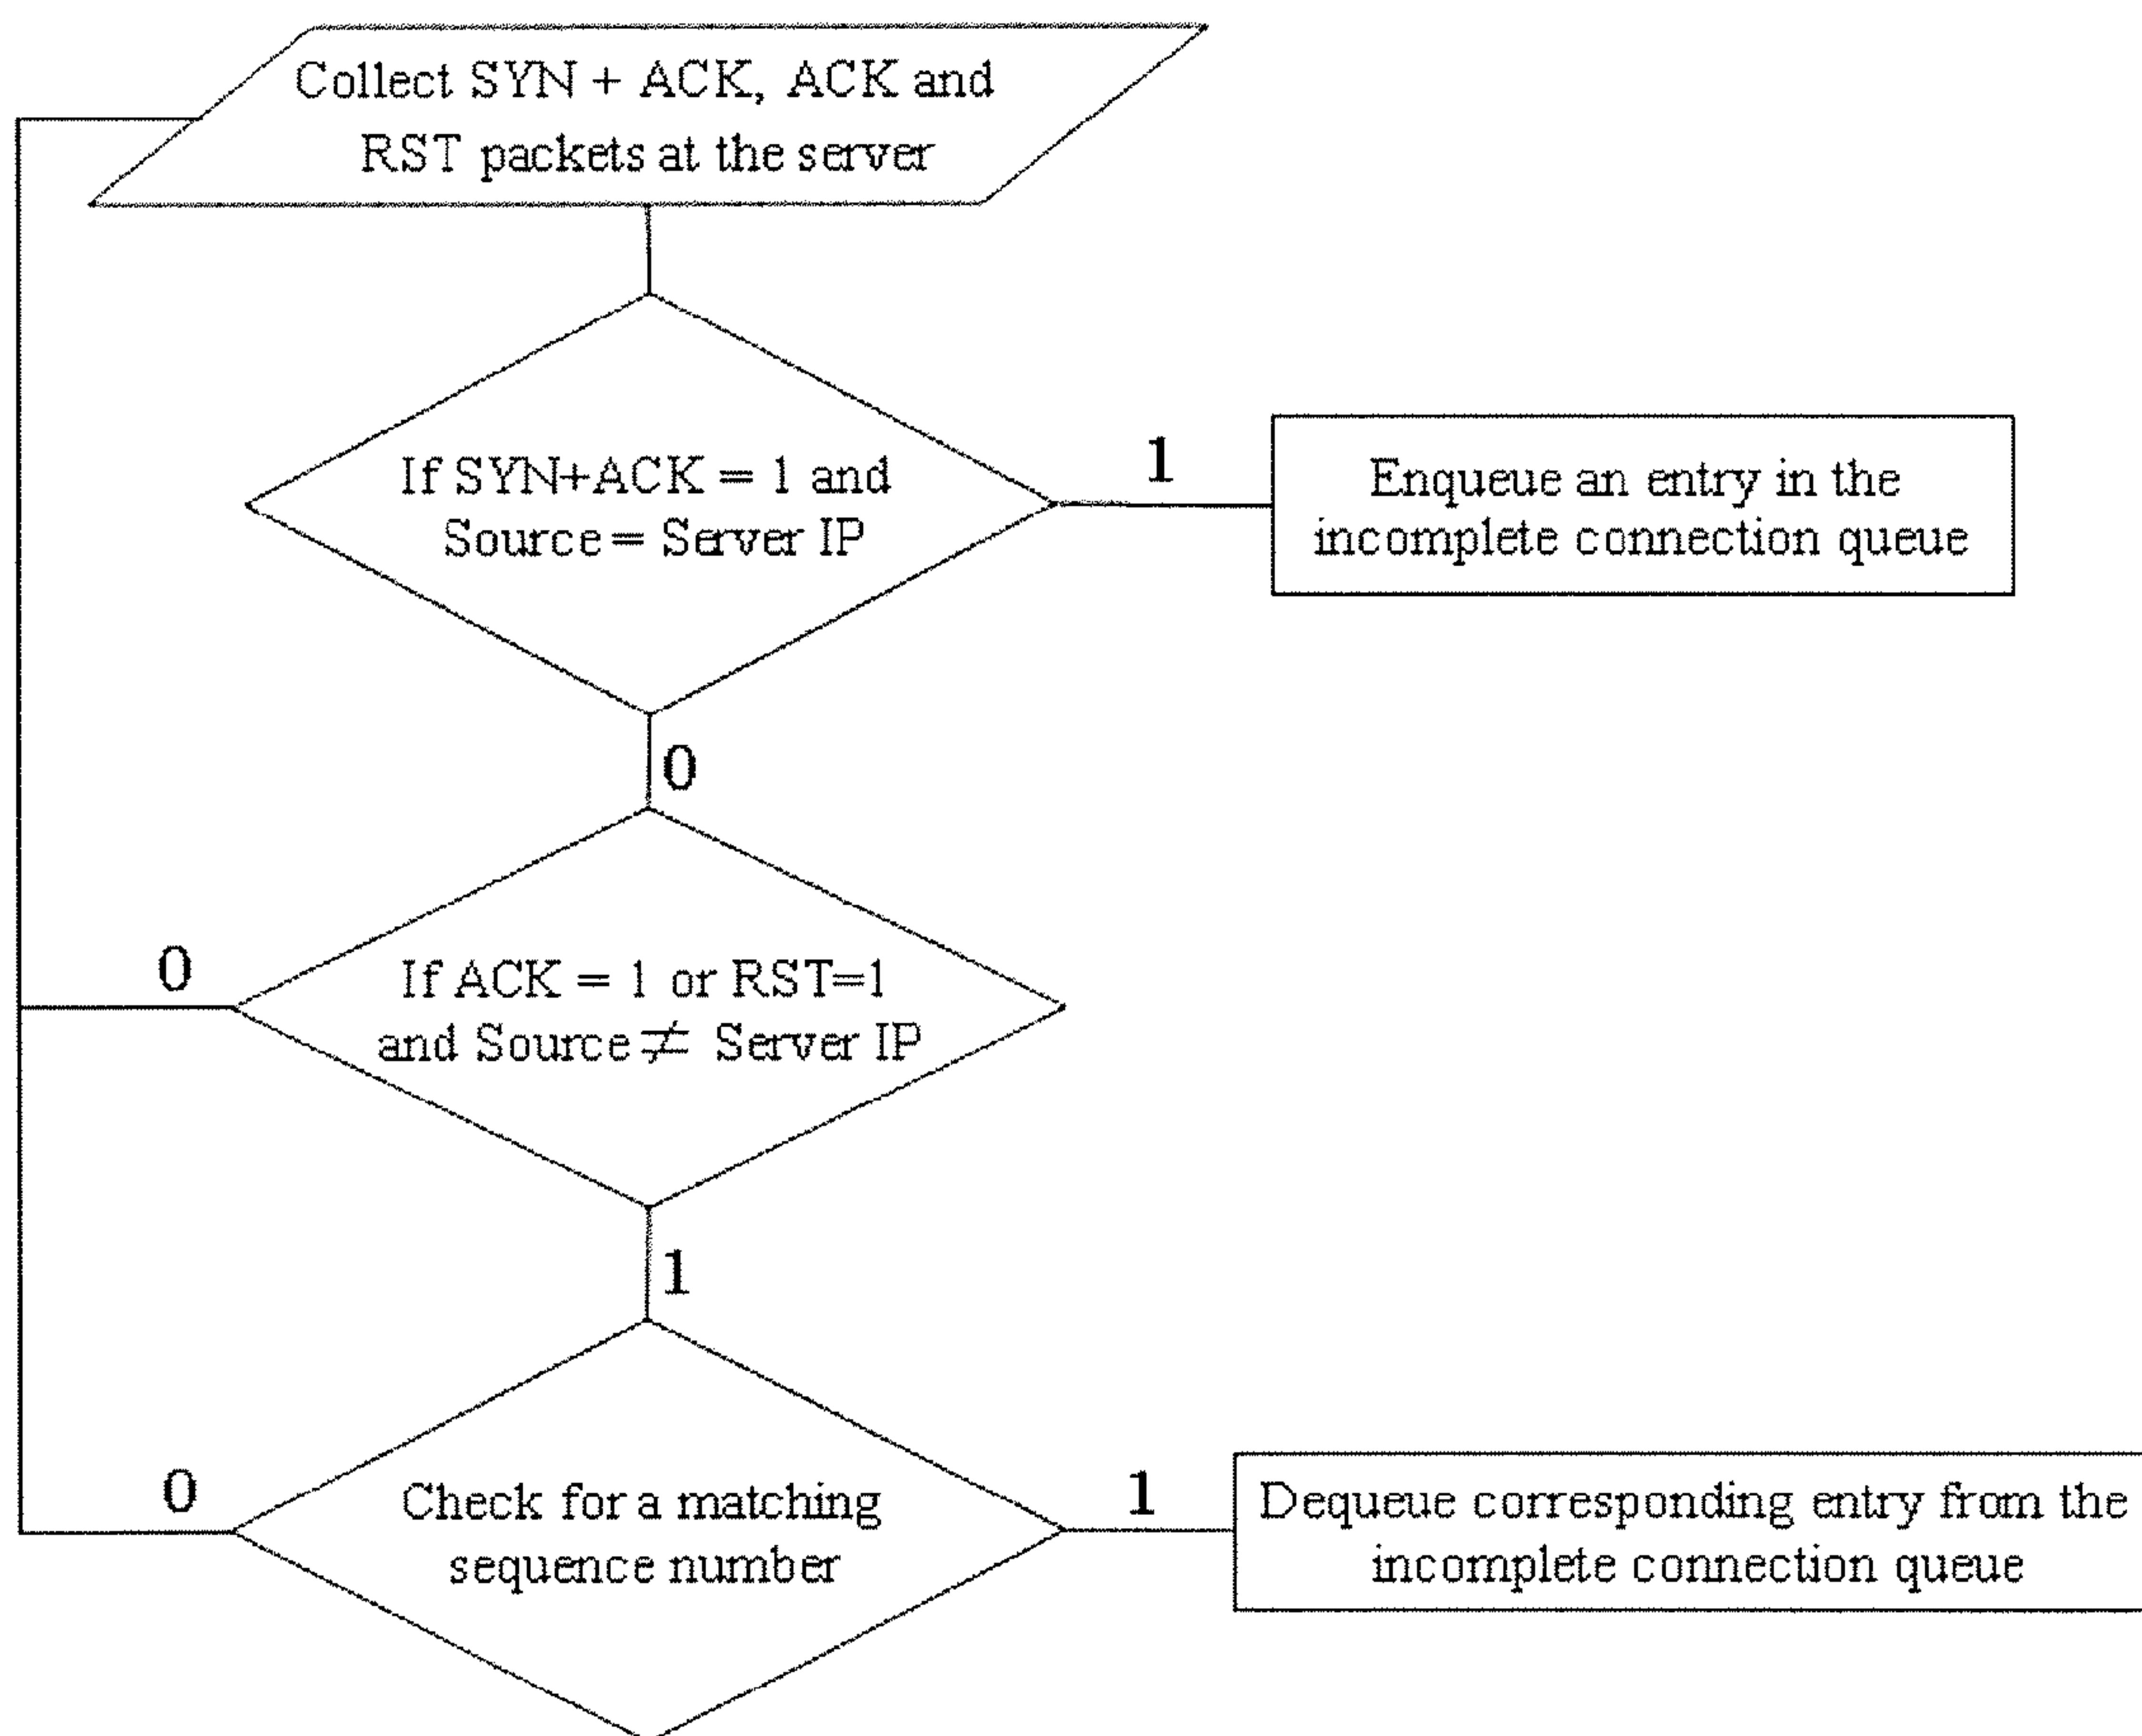 Collect SYN + ACK, ACK and
RST packets at the server
If SYN+ACK = 1 and
Source = Server IP
1
Enqueue an entry in the
incomplete connection queue
0
0
If ACK = 1 or RST=1
and Source ≠ Server IP
1
0
Check for a matching
sequence number
1
Dequeue corresponding entry from the
incomplete connection queue